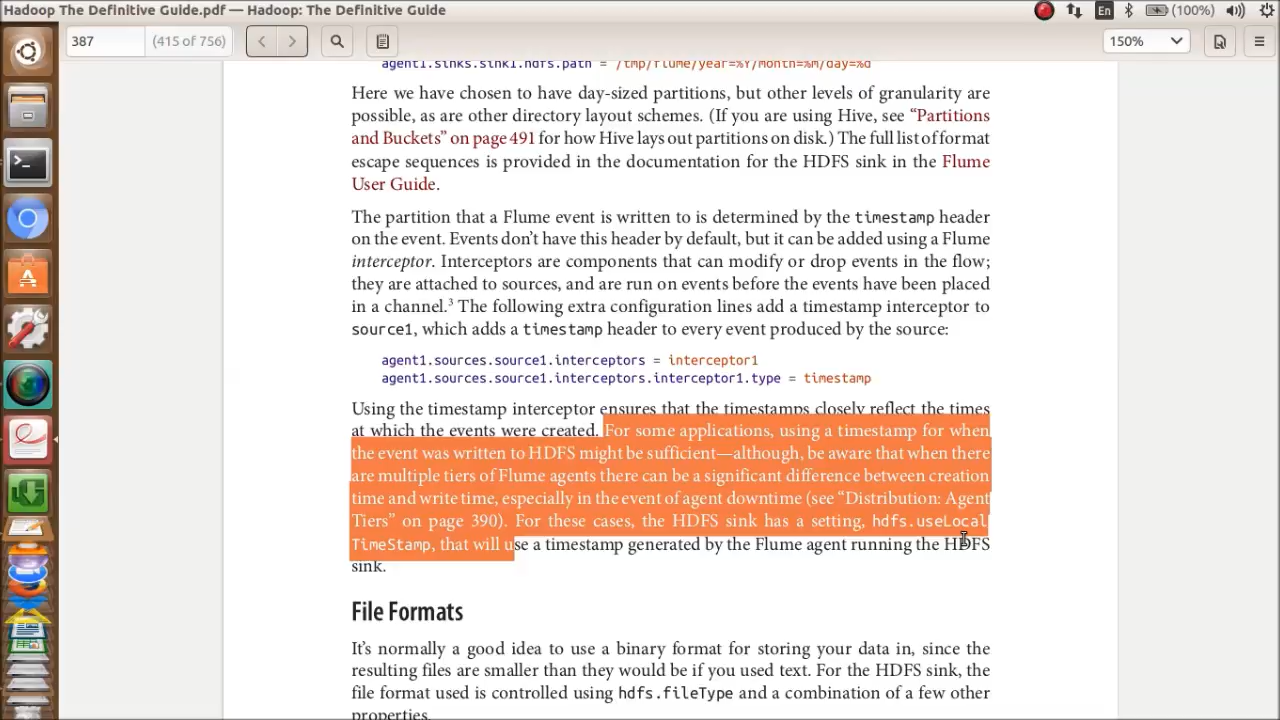 Hadoop The Definitive Guide.pdf — Hadoop: The Definitive Guide
En
(100%)
387
(415 of 756)
150%
agent1.sinks.sink1.hdfs.path = /tmp/flume/year=%Y/month=%m/day=%d
Here we have chosen to have day-sized partitions, but other levels of granularity are
possible, as are other directory layout schemes. (If you are using Hive, see “Partitions
and Buckets” on page 491 for how Hive lays out partitions on disk.) The full list of format
escape sequences is provided in the documentation for the HDFS sink in the Flume
User Guide.
The partition that a Flume event is written to is determined by the timestamp header
on the event. Events don’t have this header by default, but it can be added using a Flume
interceptor. Interceptors are components that can modify or drop events in the flow;
they are attached to sources, and are run on events before the events have been placed
in a channel.3 The following extra configuration lines add a timestamp interceptor to
source1, which adds a timestamp header to every event produced by the source:
agent1.sources.source1.interceptors = interceptor1
agent1.sources.source1.interceptors.interceptor1.type = timestamp
Using the timestamp interceptor ensures that the timestamps closely reflect the times
at which the events were created. For some applications, using a timestamp for when
the event was written to HDFS might be sufficient—although, be aware that when there
are multiple tiers of Flume agents there can be a significant difference between creation
time and write time, especially in the event of agent downtime (see “Distribution: Agent
Tiers” on page 390). For these cases, the HDFS sink has a setting, hdfs.useLocal
TimeStamp, that will use a timestamp generated by the Flume agent running the HDFS
sink.
File Formats
It’s normally a good idea to use a binary format for storing your data in, since the
resulting files are smaller than they would be if you used text. For the HDFS sink, the
file format used is controlled using hdfs.fileType and a combination of a few other
properties.